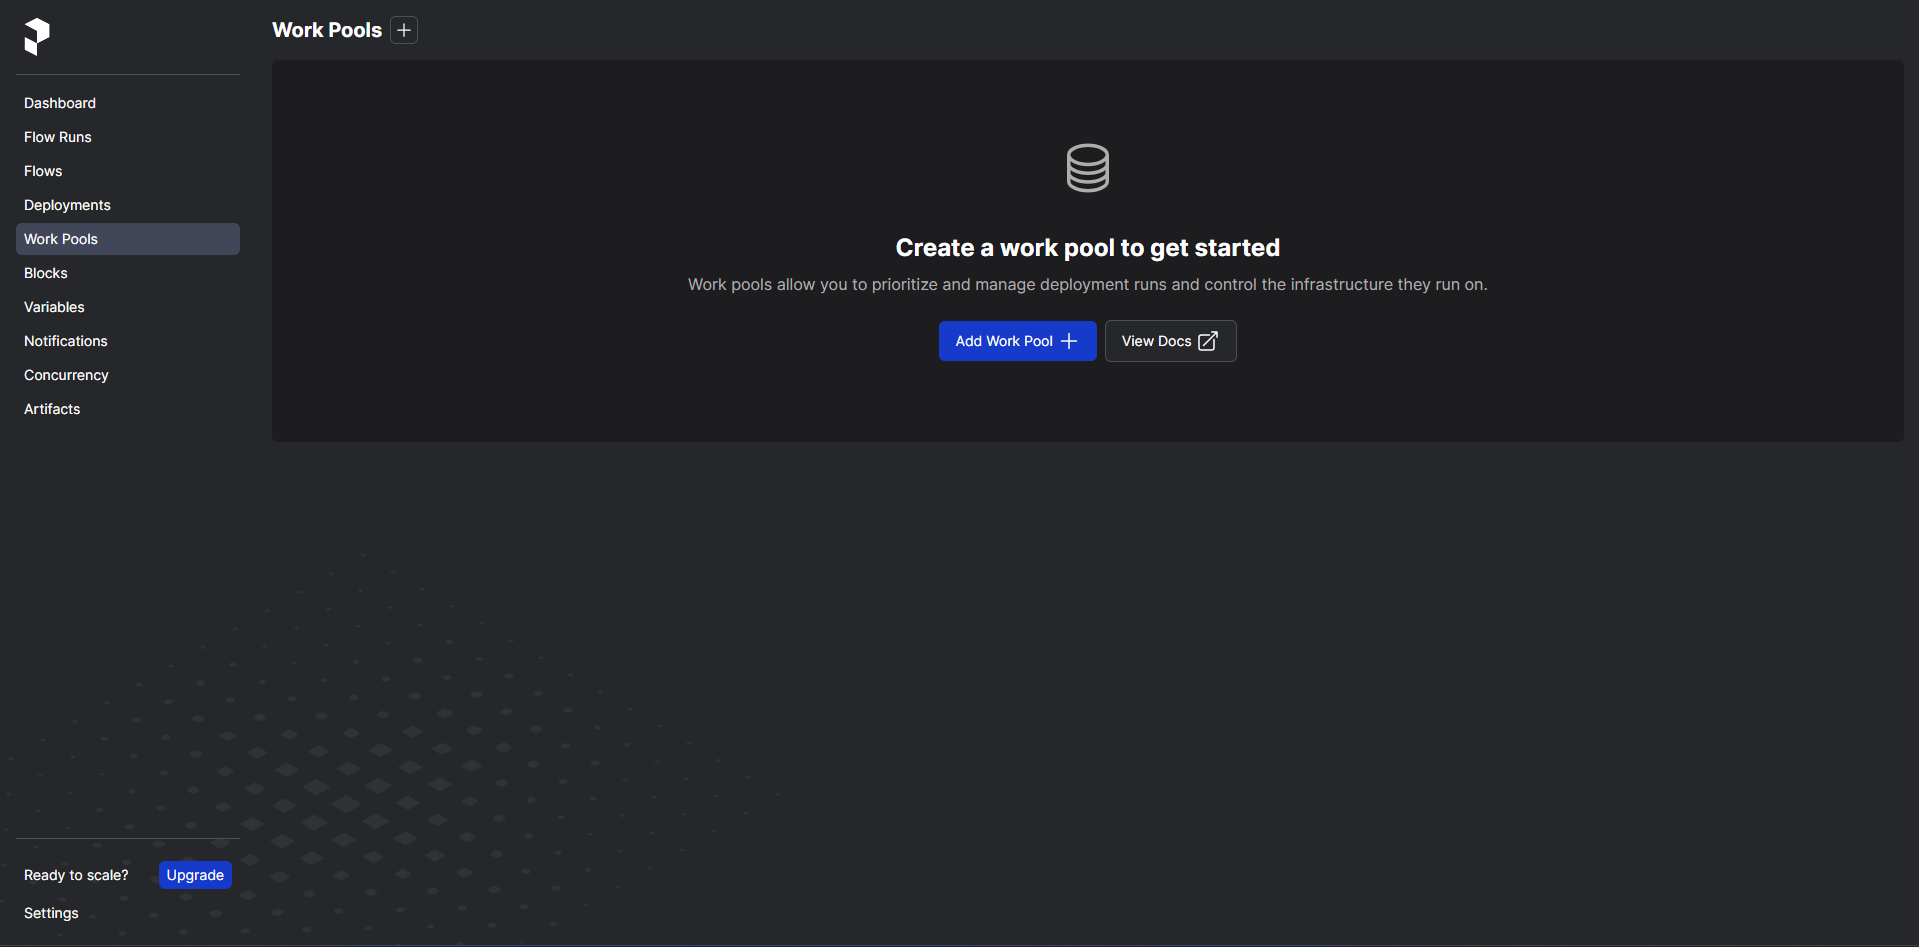 Work Pools
Dashboard
Flow Runs
Flows
Deployments
Work Pools
Blocks
Variables
Notifications
Concurrency
Artifacts
Create a work pool to get started
Work pools allow you to prioritize and manage deployment runs and control the infrastructure they run on.
Add Work Pool
View Docs
Ready to scale?
Upgrade
Settings